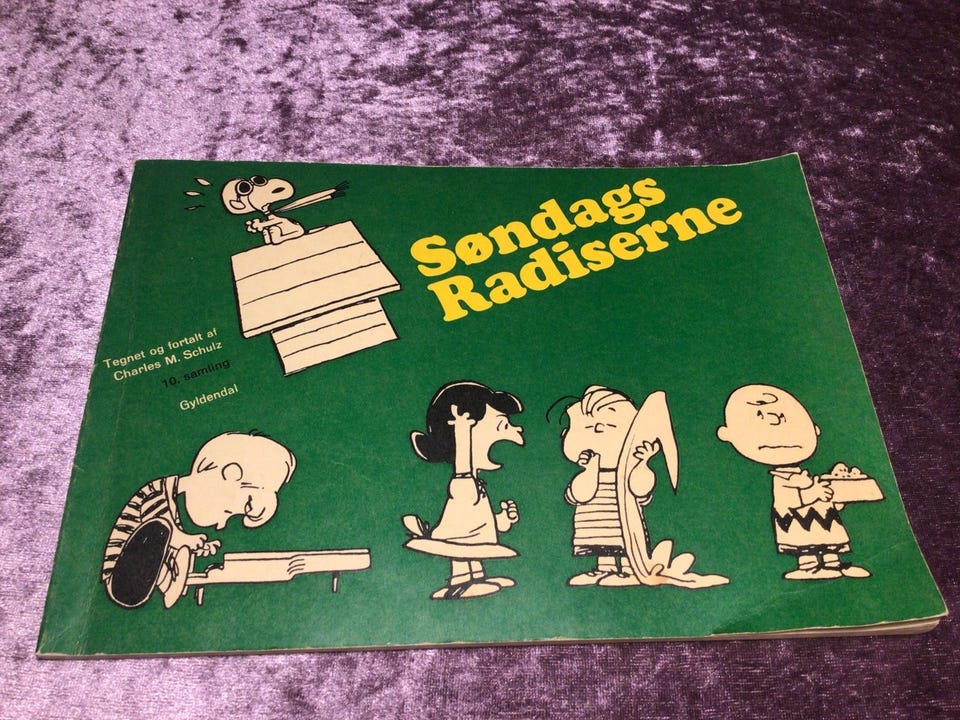 Søndags
Radiserne
Tegnet og fortalt af
Charles M. Schulz
10. samling
Gyldendal